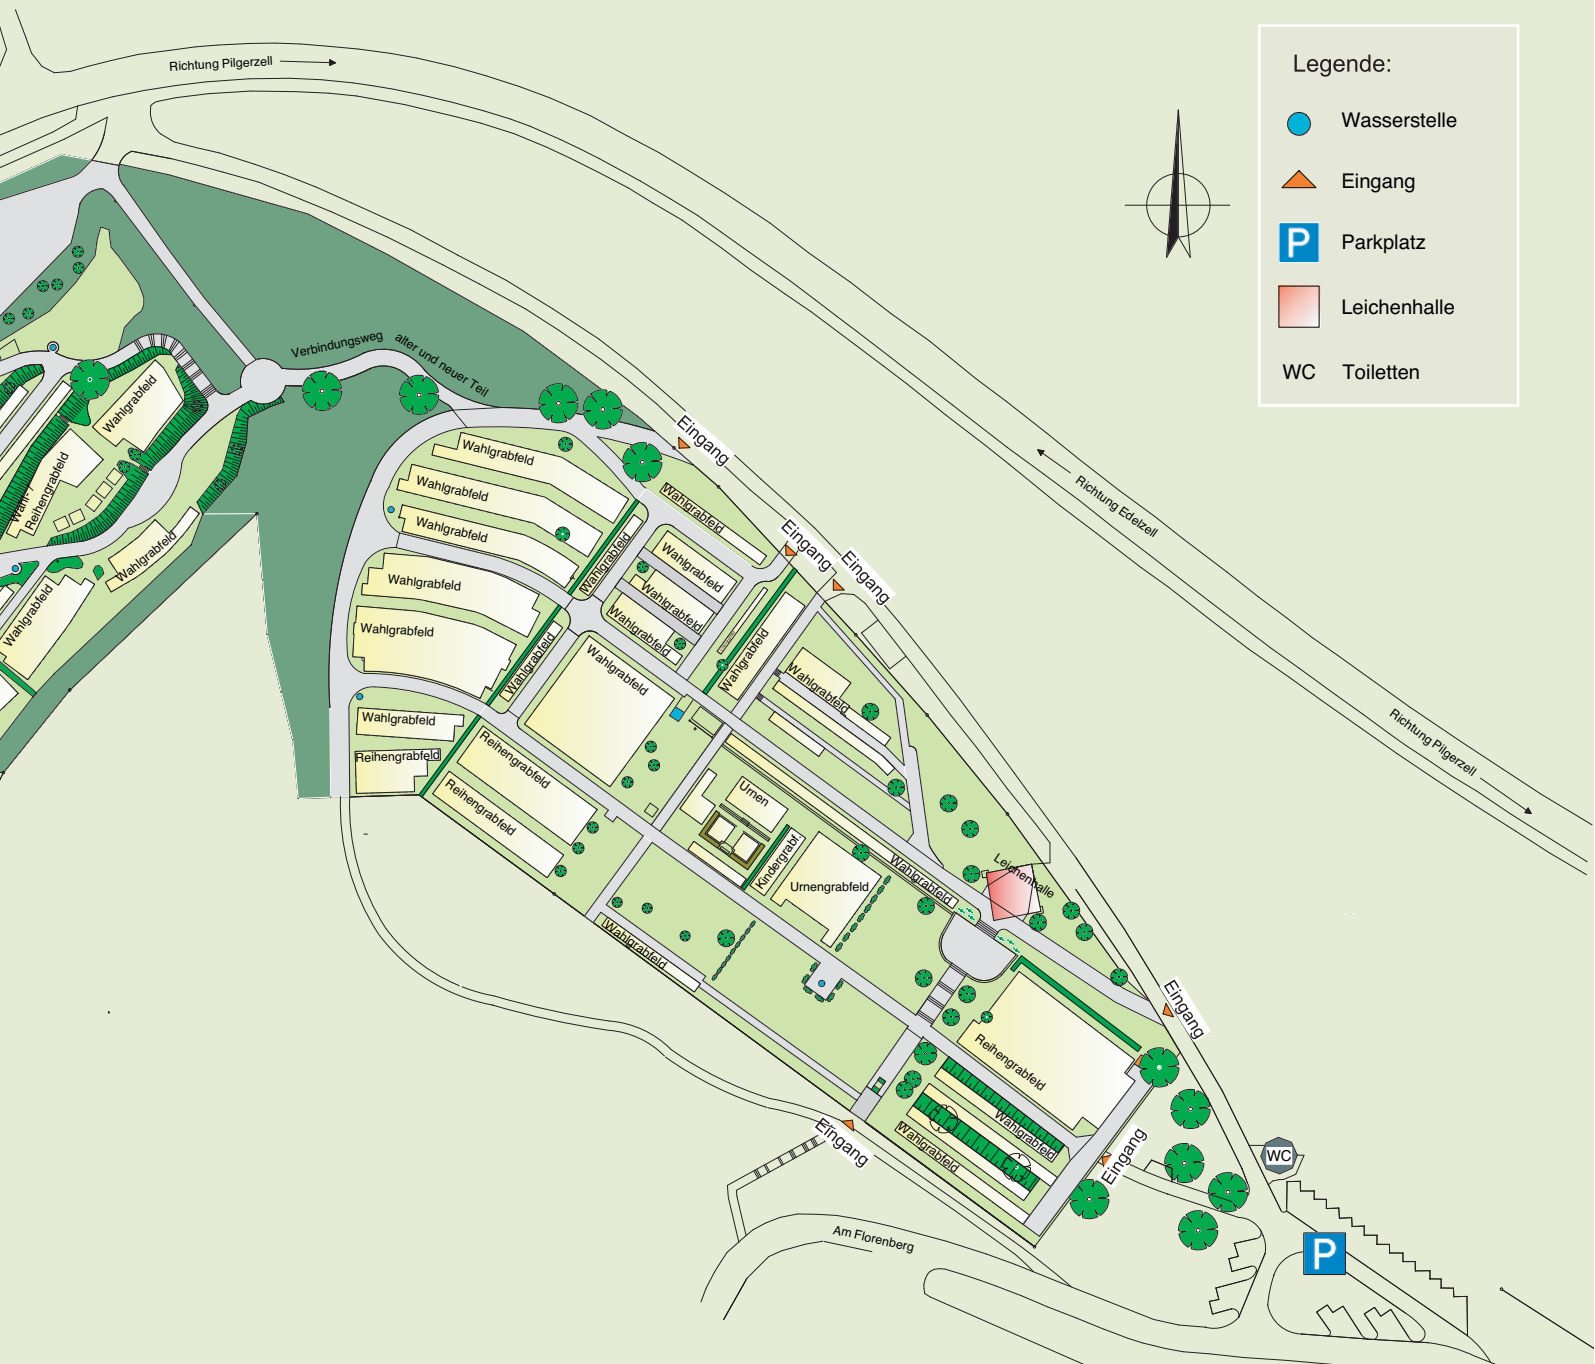 Richtung Pilgerzell
Legende:
Wasserstelle
Eingang
P
Parkplatz
Leichenhalle
WC
Toiletten
Verbindungsweg
alter und neuer Teil
Wahlgrabfeld
Reihengrabfeld
Wahl-/
Wahlgrabfeld
Wahlgrabfeld
Eingang
Eingang
Eingang
Richtung Edelzell
Richtung Pilgerzell
Wahlgrabfeld
Wahlgrabfeld
Wahlgrabfeld
Wahlgrabfeld
Wahlgrabfeld
Wahlgrabfeld
Reihengrabfeld
Wahlgrabfeld
Wahlgrabfeld
Wahlgrabfeld
Wahlgrabfeld
Wahlgrabfeld
Wahlgrabfeld
Wahlgrabfeld
Wahlgrabfeld
Wahlgrabfeld
Reihengrabfeld
Reihengrabfeld
Urnen
Kindergrabf.
Urnengrabfeld
Wahlgrabfeld
Leichenhalle
Wahlgrabfeld
Eingang
Reihengrabfeld
Wahlgrabfeld
Wahlgrabfeld
Eingang
Eingang
WC
P
Am Florenberg